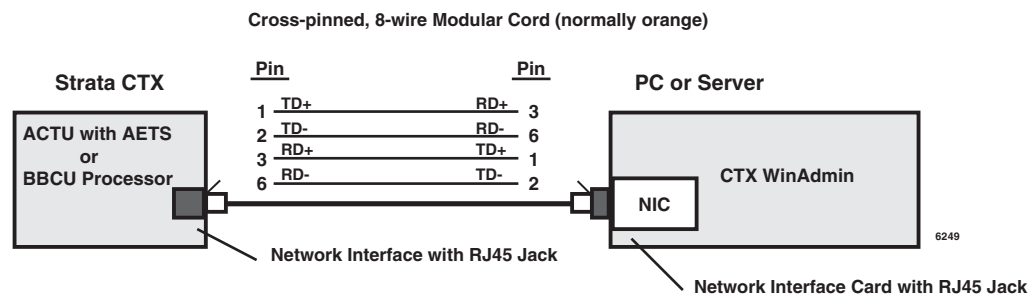 Cross-pinned, 8-wire Modular Cord (normally orange)
Strata CTX
Pin
Pin
PC or Server
1 TD+ RD+ 3
2 TD- RD- 6
3 RD+ TD+ 1
6 RD- TD- 2
ACTU with AETS
or
BBCU Processor
CTX WinAdmin
NIC
6249
Network Interface with RJ45 Jack
Network Interface Card with RJ45 Jack